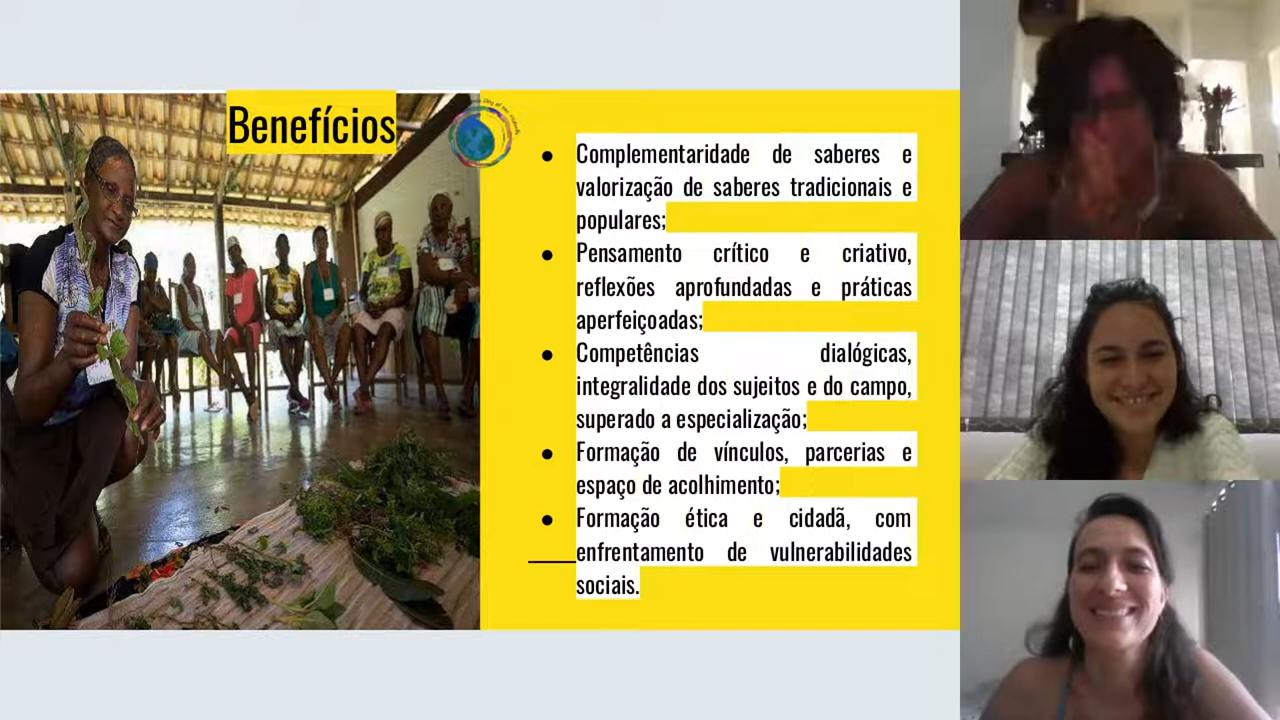 Benefícios
● Complementaridade de saberes e
valorização de saberes tradicionais e
populares;
● Pensamento crítico e criativo,
reflexões aprofundadas e práticas
aperfeiçoadas;
● Competências dialógicas,
integralidade dos sujeitos e do campo,
superado a especialização;
● Formação de vínculos, parcerias e
espaço de acolhimento;
● Formação ética e cidadã, com
enfrentamento de vulnerabilidades
sociais.